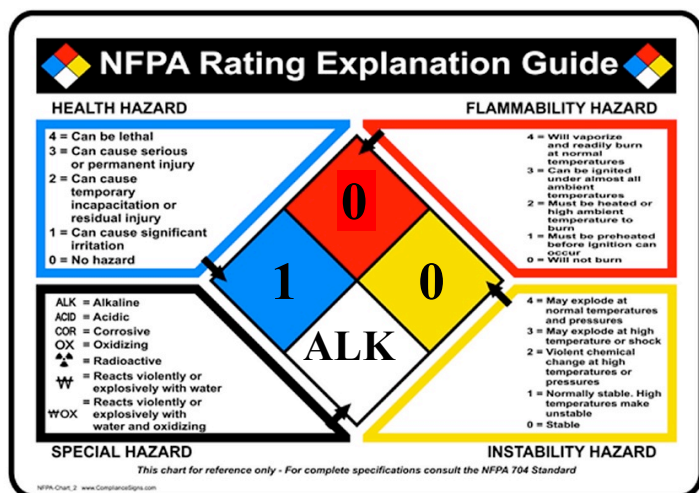 NFPA Rating Explanation Guide
HEALTH HAZARD
4 = Can be lethal
3 = Can cause serious
or permanent injury
2 = Can cause
temporary
incapacitation or
residual injury
1 = Can cause significant
irritation
0 = No hazard
FLAMMABILITY HAZARD
4 = Will vaporize
and readily burn
at normal
temperatures
3 = Can be ignited
under almost all
ambient
temperatures
2 = Must be heated or
high ambient
temperature to
burn
1 = Must be preheated
before ignition can
occur
0 = Will not burn
0
1
0
ALK
ALK = Alkaline
ACID = Acidic
COR = Corrosive
OX = Oxidizing
= Radioactive
W = Reacts violently or
explosively with water
WOX = Reacts violently or
explosively with
water and oxidizing
SPECIAL HAZARD
4 = May explode at
normal temperatures
and pressures
3 = May explode at high
temperature or shock
2 = Violent chemical
change at high
temperatures or
pressures
1 = Normally stable. High
temperatures make
unstable
0 = Stable
INSTABILITY HAZARD
This chart for reference only - For complete specifications consult the NFPA 704 Standard
NFPA-Chart_2 www.ComplianceSigns.com